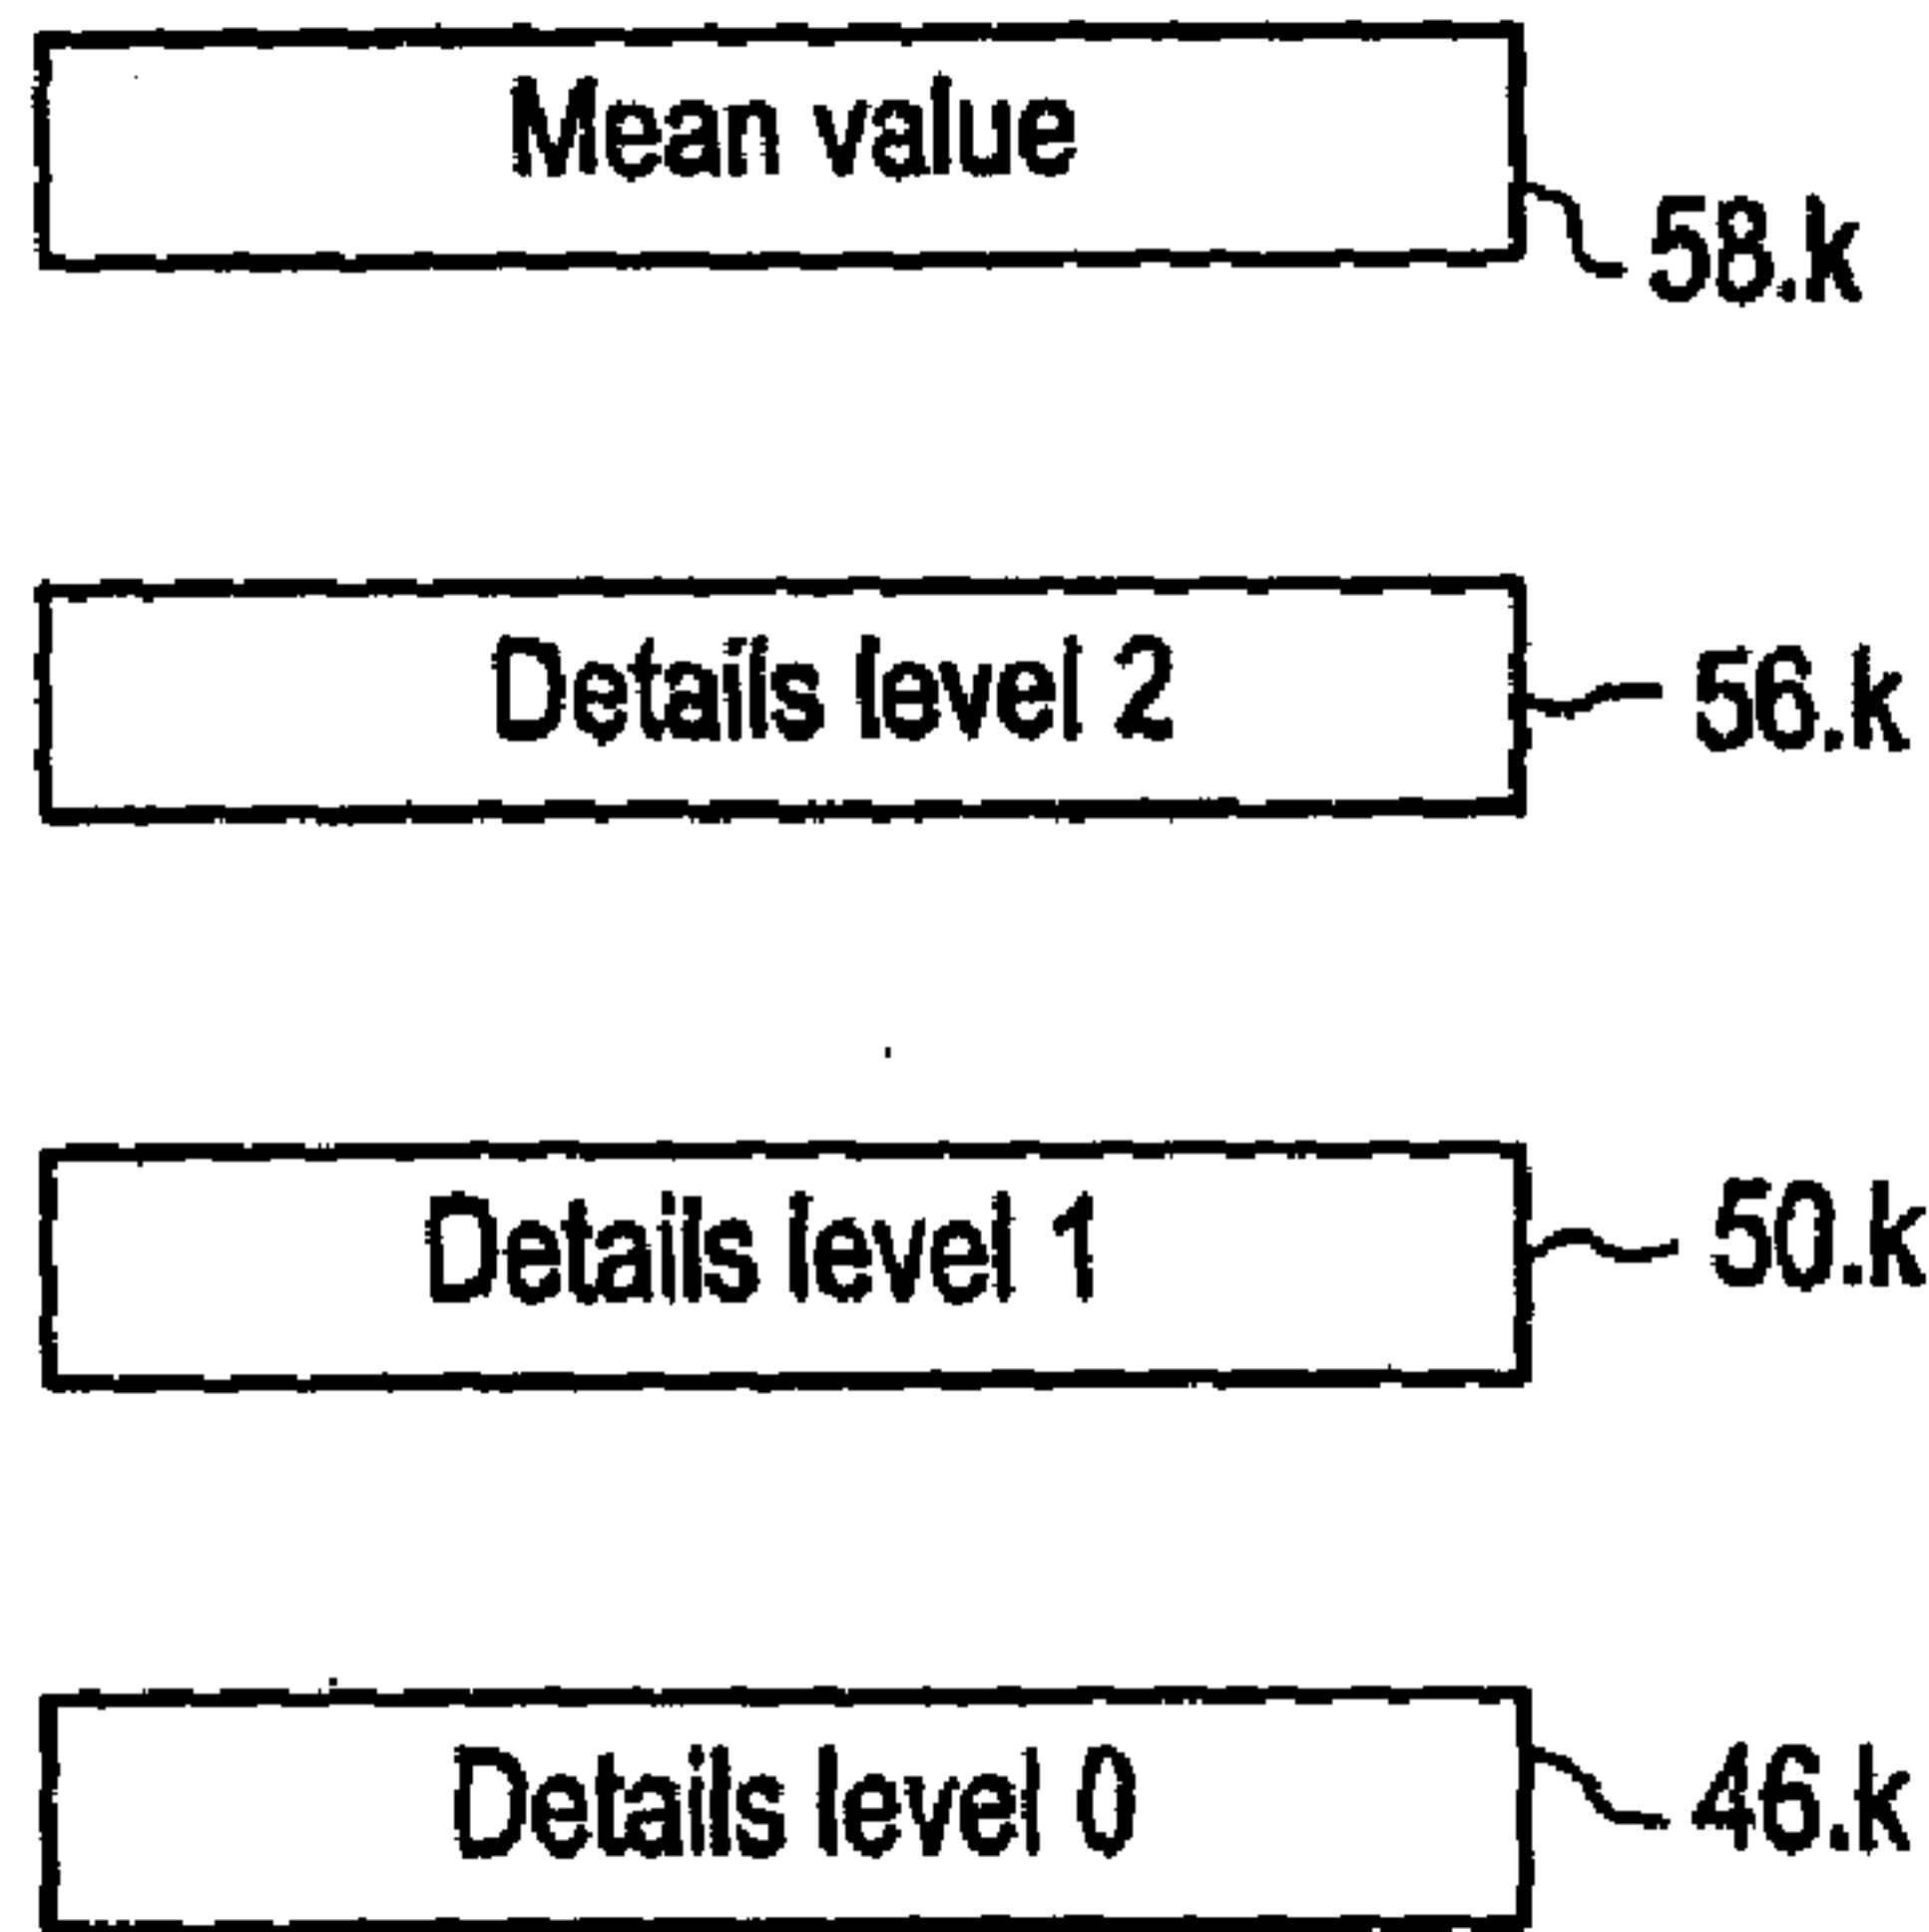 Mean value
58.k
Details level 2
56.k
Details level 1
50.k
Details level 0
46.k